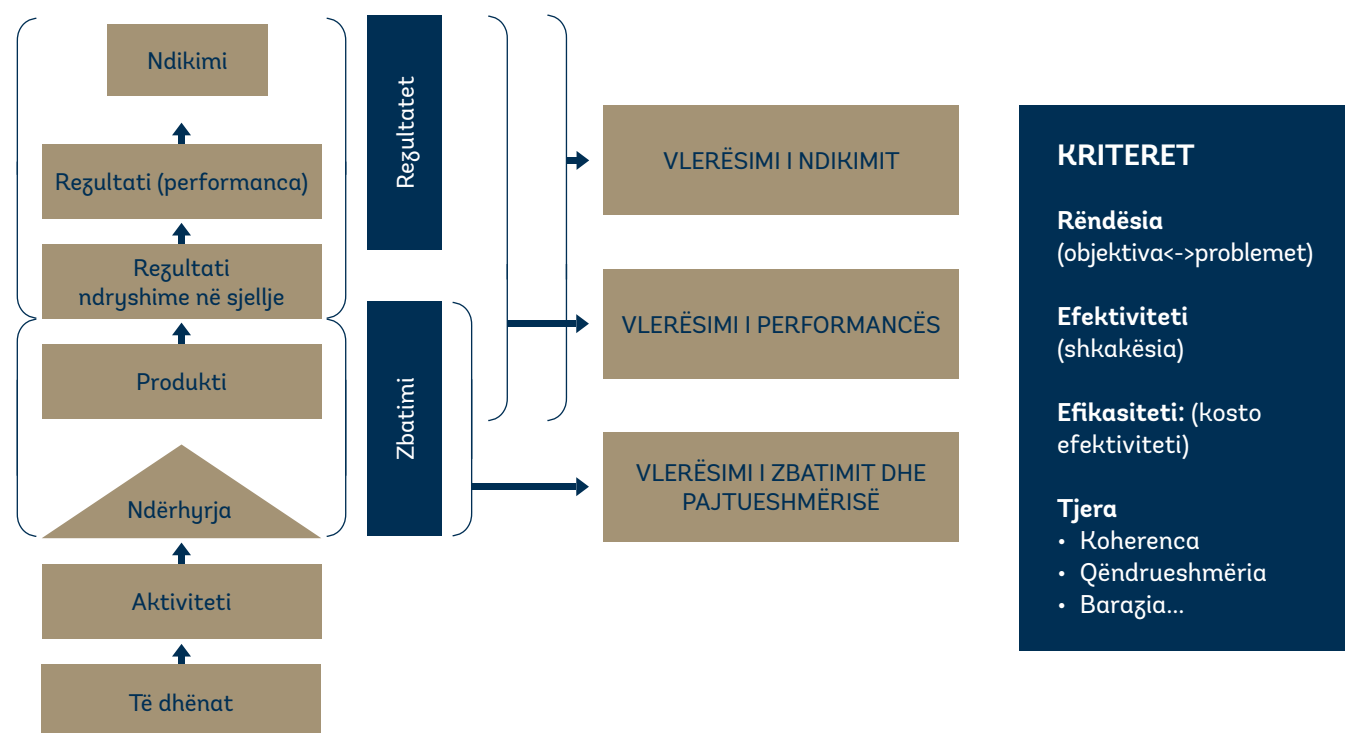 Ndikimi
Rezultati (performanca)
Rezultati
ndryshime në sjellje
Produkti
Ndërhyrja
Aktiviteti
Të dhënat
Rezultatet
Zbatimi
VLERËSIMI I NDIKIMIT
VLERËSIMI I PERFORMANCËS
VLERËSIMI I ZBATIMIT DHE
PAJTUESHMËRISË
KRITERET
Rëndësia
(objektiva<->problemet)
Efektiviteti
(shkakësia)
Efikasiteti: (kosto
efektiviteti)
Tjera
• Koherenca
• Qëndrueshmëria
• Barazia...